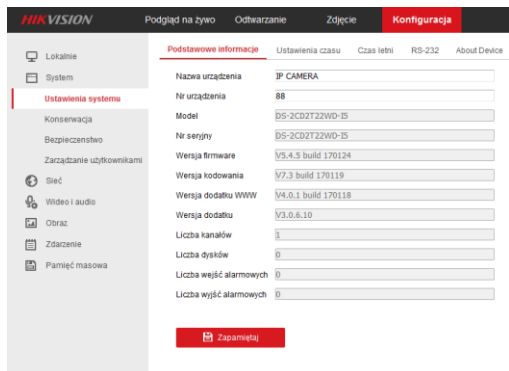 HIKVISION Podgląd na żywo Odtwarzanie Zdjęcie Konfiguracja
Podstawowe informacje Ustawienia czasu Czas letni RS-232 About Device
Lokalnie
System
Ustawienia systemu
Konserwacja
Bezpieczenstwo
Zarządzanie użytkownikami
Sieć
Wideo i audio
Obraz
Zdarzenie
Pamięć masowa
Nazwa urządzenia IP CAMERA
Nr urządzenia 88
Model DS-2CD2T22WD-I5
Nr seryjny DS-2CD2T22WD-I5
Wersja firmware V5.4.5 build 170124
Wersja kodowania V7.3 build 170119
Wersja dodatku WWW V4.0.1 build 170118
Wersja dodatku V3.0.6.10
Liczba kanałów 1
Liczba dysków 0
Liczba wejść alarmowych 0
Liczba wyjść alarmowych 0
Zapamiętaj